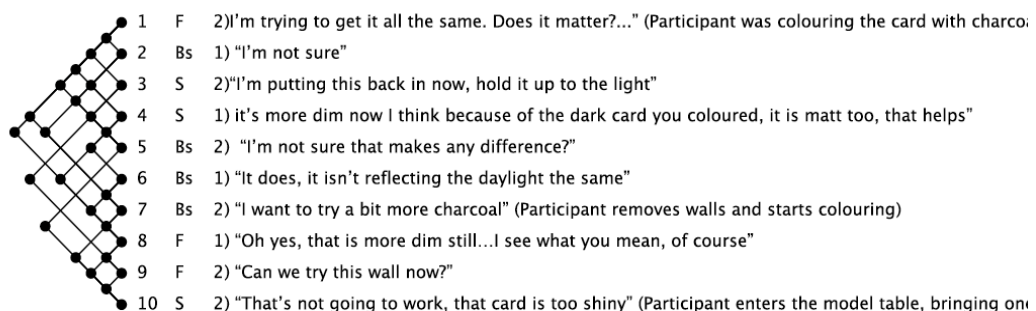 1 F 2)I'm trying to get it all the same. Does it matter?..." (Participant was colouring the card with
2 Bs 1) "I'm not sure"
3 S 2)"I'm putting this back in now, hold it up to the light"
4 S 1) it's more dim now I think because of the dark card you coloured, it is matt too, that helps"
5 Bs 2) "I'm not sure that makes any difference?"
6 Bs 1) "It does, it isn't reflecting the daylight the same"
7 Bs 2) "I want to try a bit more charcoal" (Participant removes walls and starts colouring)
8 F 1) "Oh yes, that is more dim still...I see what you mean, of course"
9 F 2) "Can we try this wall now?"
10 S 2) "That's not going to work, that card is too shiny" (Participant enters the model table, bringing